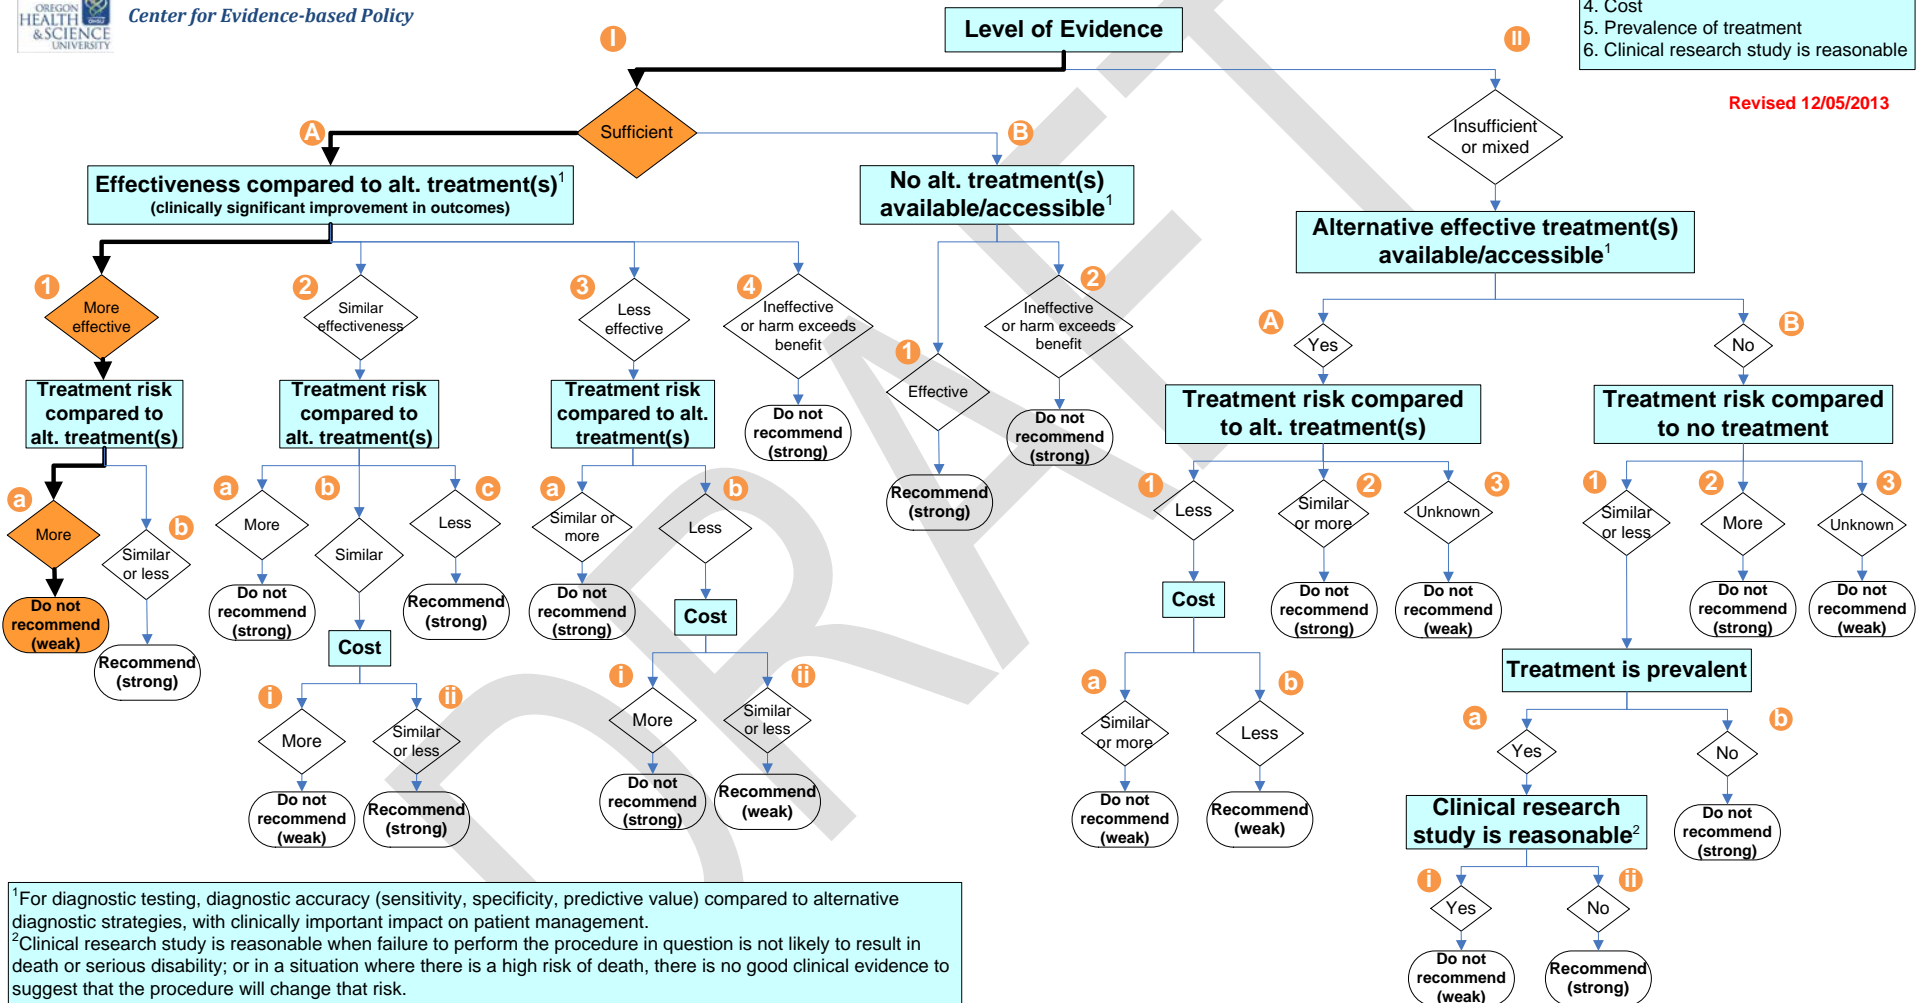 OREGON
HEALTH
&SCIENCE
UNIVERSITY
OHSU
Center for Evidence-based Policy
4. Cost
5. Prevalence of treatment
6. Clinical research study is reasonable
Revised 12/05/2013
DRAFT
Level of Evidence
I
II
Sufficient
Insufficient
or mixed
A
B
Effectiveness compared to alt. treatment(s)1
(clinically significant improvement in outcomes)
No alt. treatment(s)
available/accessible1
Alternative effective treatment(s)
available/accessible1
1
More
effective
2
Similar
effectiveness
3
Less
effective
4
Ineffective
or harm exceeds
benefit
Do not
recommend
(strong)
1
Effective
Recommend
(strong)
2
Ineffective
or harm exceeds
benefit
Do not
recommend
(strong)
A
Yes
B
No
Treatment risk
compared to
alt. treatment(s)
Treatment risk
compared to
alt. treatment(s)
Treatment risk
compared to alt.
treatment(s)
Treatment risk compared
to alt. treatment(s)
Treatment risk compared
to no treatment
a
More
Do not
recommend
(weak)
b
Similar
or less
Recommend
(strong)
a
More
Do not
recommend
(strong)
b
Similar
c
Less
Recommend
(strong)
Cost
i
More
Do not
recommend
(weak)
ii
Similar
or less
Recommend
(strong)
a
Similar or
more
Do not
recommend
(strong)
b
Less
Cost
i
More
Do not
recommend
(strong)
ii
Similar
or less
Recommend
(weak)
1
Less
2
Similar
or more
Do not
recommend
(strong)
3
Unknown
Do not
recommend
(weak)
Cost
a
Similar
or more
Do not
recommend
(weak)
b
Less
Recommend
(weak)
1
Similar
or less
2
More
Do not
recommend
(strong)
3
Unknown
Do not
recommend
(weak)
Treatment is prevalent
a
Yes
b
No
Do not
recommend
(strong)
Clinical research
study is reasonable2
i
Yes
Do not
recommend
(weak)
ii
No
Recommend
(strong)
1For diagnostic testing, diagnostic accuracy (sensitivity, specificity, predictive value) compared to alternative
diagnostic strategies, with clinically important impact on patient management.
2Clinical research study is reasonable when failure to perform the procedure in question is not likely to result in
death or serious disability; or in a situation where there is a high risk of death, there is no good clinical evidence to
suggest that the procedure will change that risk.